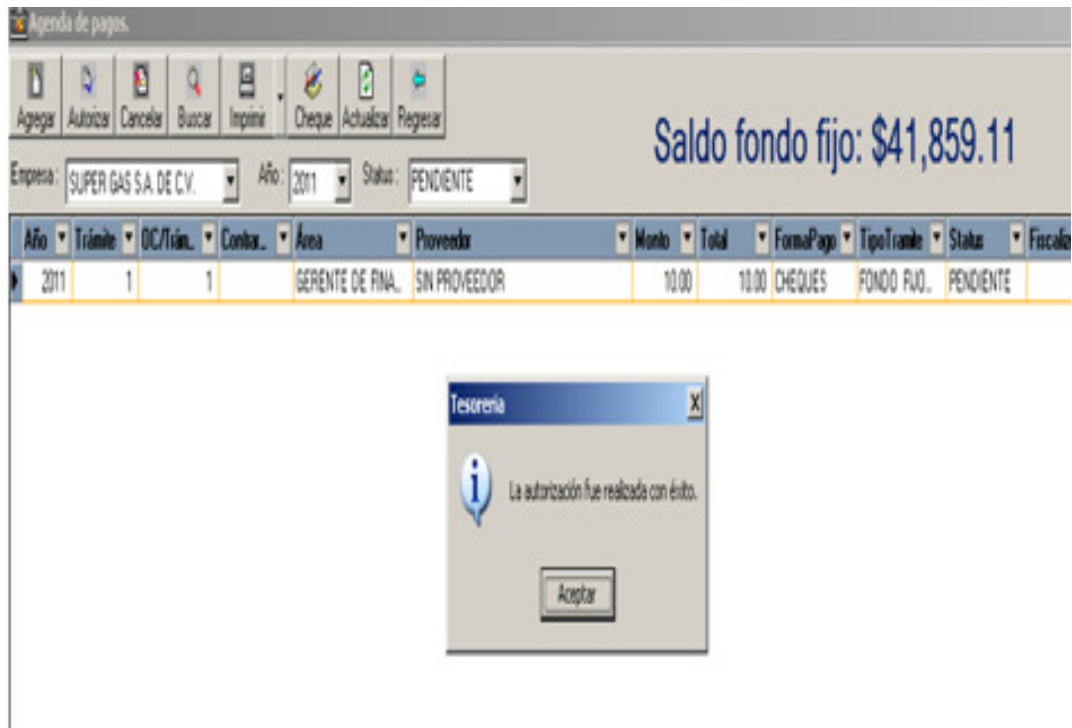 Agenda de pagos.
Agregar Autorizar Cancelar Buscar Imprimir Cheque Actualizar Regresar
Saldo fondo fijo: $41,859.11
Empresa: SUPER GAS S.A. DE C.V. Año: 2011 Status: PENDIENTE
Año Trámite OC/Trám... Contrar... Área Proveedor Monto Total FormaPago TipoTramite Status Fiscaliz
2011 1 1 GERENTE DE FINA... SIN PROVEEDOR 10.00 10.00 CHEQUES FONDO FIJO... PENDIENTE
Tesoreria
La autorización fue realizada con éxito.
Aceptar